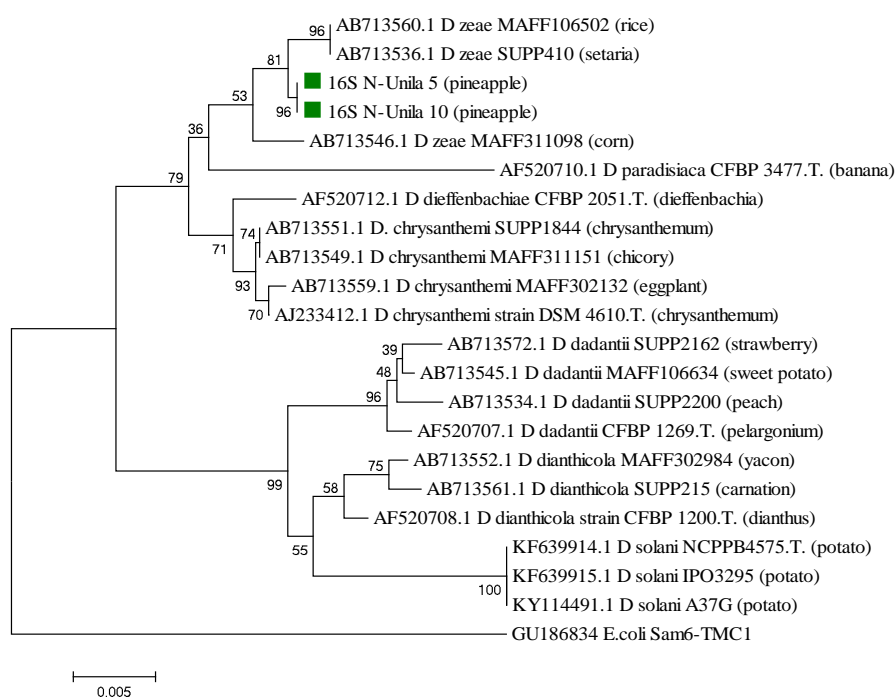 AB713560.1 D zeae MAFF106502 (rice)
96
AB713536.1 D zeae SUPP410 (setaria)
81
16S N-Unila 5 (pineapple)
53
96
16S N-Unila 10 (pineapple)
36
AB713546.1 D zeae MAFF311098 (corn)
AF520710.1 D paradisiaca CFBP 3477.T. (banana)
79
AF520712.1 D dieffenbachiae CFBP 2051.T. (dieffenbachia)
74
AB713551.1 D. chrysanthemi SUPP1844 (chrysanthemum)
71
AB713549.1 D chrysanthemi MAFF311151 (chicory)
93
AB713559.1 D chrysanthemi MAFF302132 (eggplant)
70
AJ233412.1 D chrysanthemi strain DSM 4610.T. (chrysanthemum)
39
AB713572.1 D dadantii SUPP2162 (strawberry)
48
AB713545.1 D dadantii MAFF106634 (sweet potato)
96
AB713534.1 D dadantii SUPP2200 (peach)
AF520707.1 D dadantii CFBP 1269.T. (pelargonium)
99
75
AB713552.1 D dianthicola MAFF302984 (yacon)
58
AB713561.1 D dianthicola SUPP215 (carnation)
AF520708.1 D dianthicola strain CFBP 1200.T. (dianthus)
55
KF639914.1 D solani NCPPB4575.T. (potato)
100
KF639915.1 D solani IPO3295 (potato)
KY114491.1 D solani A37G (potato)
GU186834 E.coli Sam6-TMC1
0.005